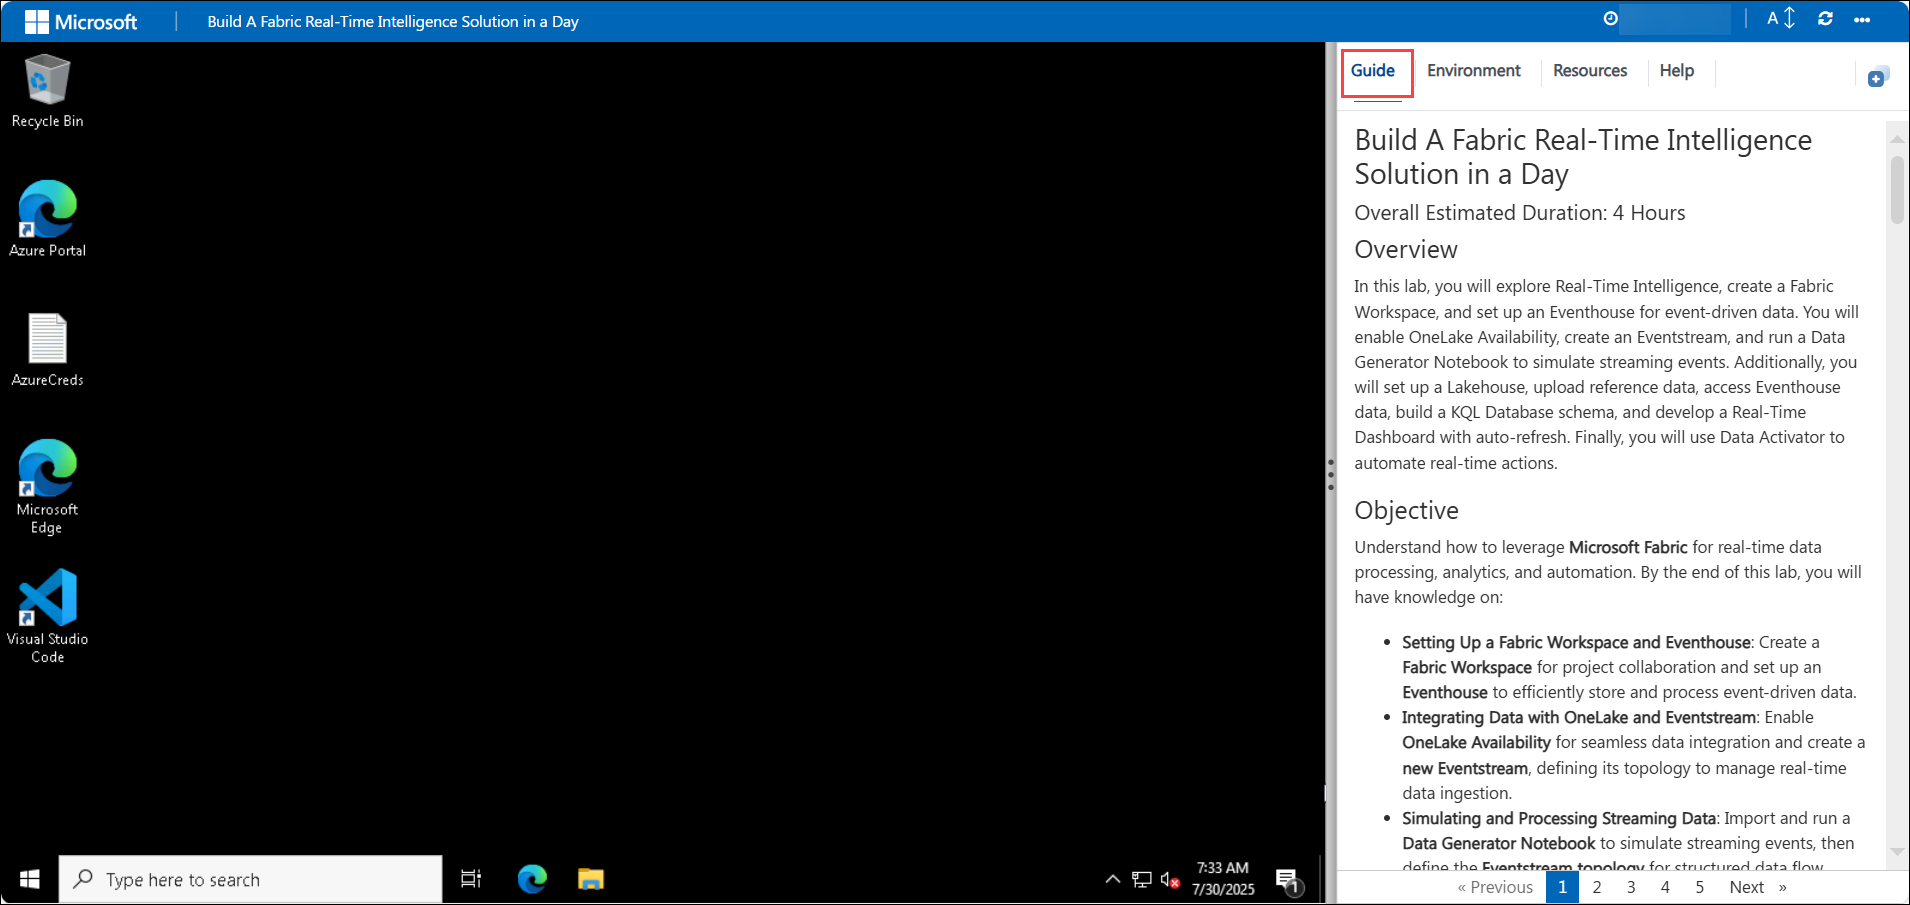 Microsoft
Build A Fabric Real-Time Intelligence Solution in a Day
A
Recycle Bin
Azure Portal
AzureCreds
Microsoft
Edge
Visual Studio
Code
Guide
Environment
Resources
Help
Build A Fabric Real-Time Intelligence
Solution in a Day
Overall Estimated Duration: 4 Hours
Overview
In this lab, you will explore Real-Time Intelligence, create a Fabric
Workspace, and set up an Eventhouse for event-driven data. You will
enable OneLake Availability, create an Eventstream, and run a Data
Generator Notebook to simulate streaming events. Additionally, you
will set up a Lakehouse, upload reference data, access Eventhouse
data, build a KQL Database schema, and develop a Real-Time
Dashboard with auto-refresh. Finally, you will use Data Activator to
automate real-time actions.
Objective
Understand how to leverage Microsoft Fabric for real-time data
processing, analytics, and automation. By the end of this lab, you will
have knowledge on:
• Setting Up a Fabric Workspace and Eventhouse: Create a
Fabric Workspace for project collaboration and set up an
Eventhouse to efficiently store and process event-driven data.
• Integrating Data with OneLake and Eventstream: Enable
OneLake Availability for seamless data integration and create a
new Eventstream, defining its topology to manage real-time
data ingestion.
• Simulating and Processing Streaming Data: Import and run a
Data Generator Notebook to simulate streaming events, then
define the Eventstream topology for structured data flow
« Previous 1 2 3 4 5 Next »
Type here to search
7:33 AM
7/30/2025
1